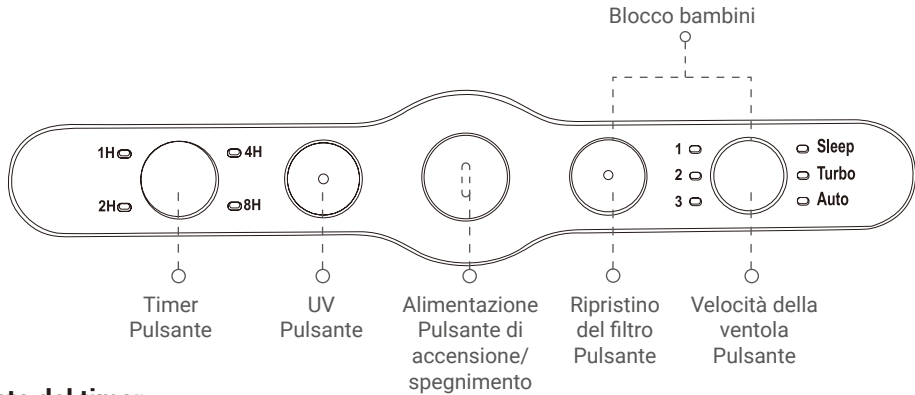 Blocco bambini
1H 4H 1 Sleep
2 Turbo
2H 8H 3 Auto
Timer
Pulsante
UV
Pulsante
Alimentazione
Pulsante di
accensione/
spegnimento
Ripristino
del filtro
Pulsante
Velocità della
ventola
Pulsante